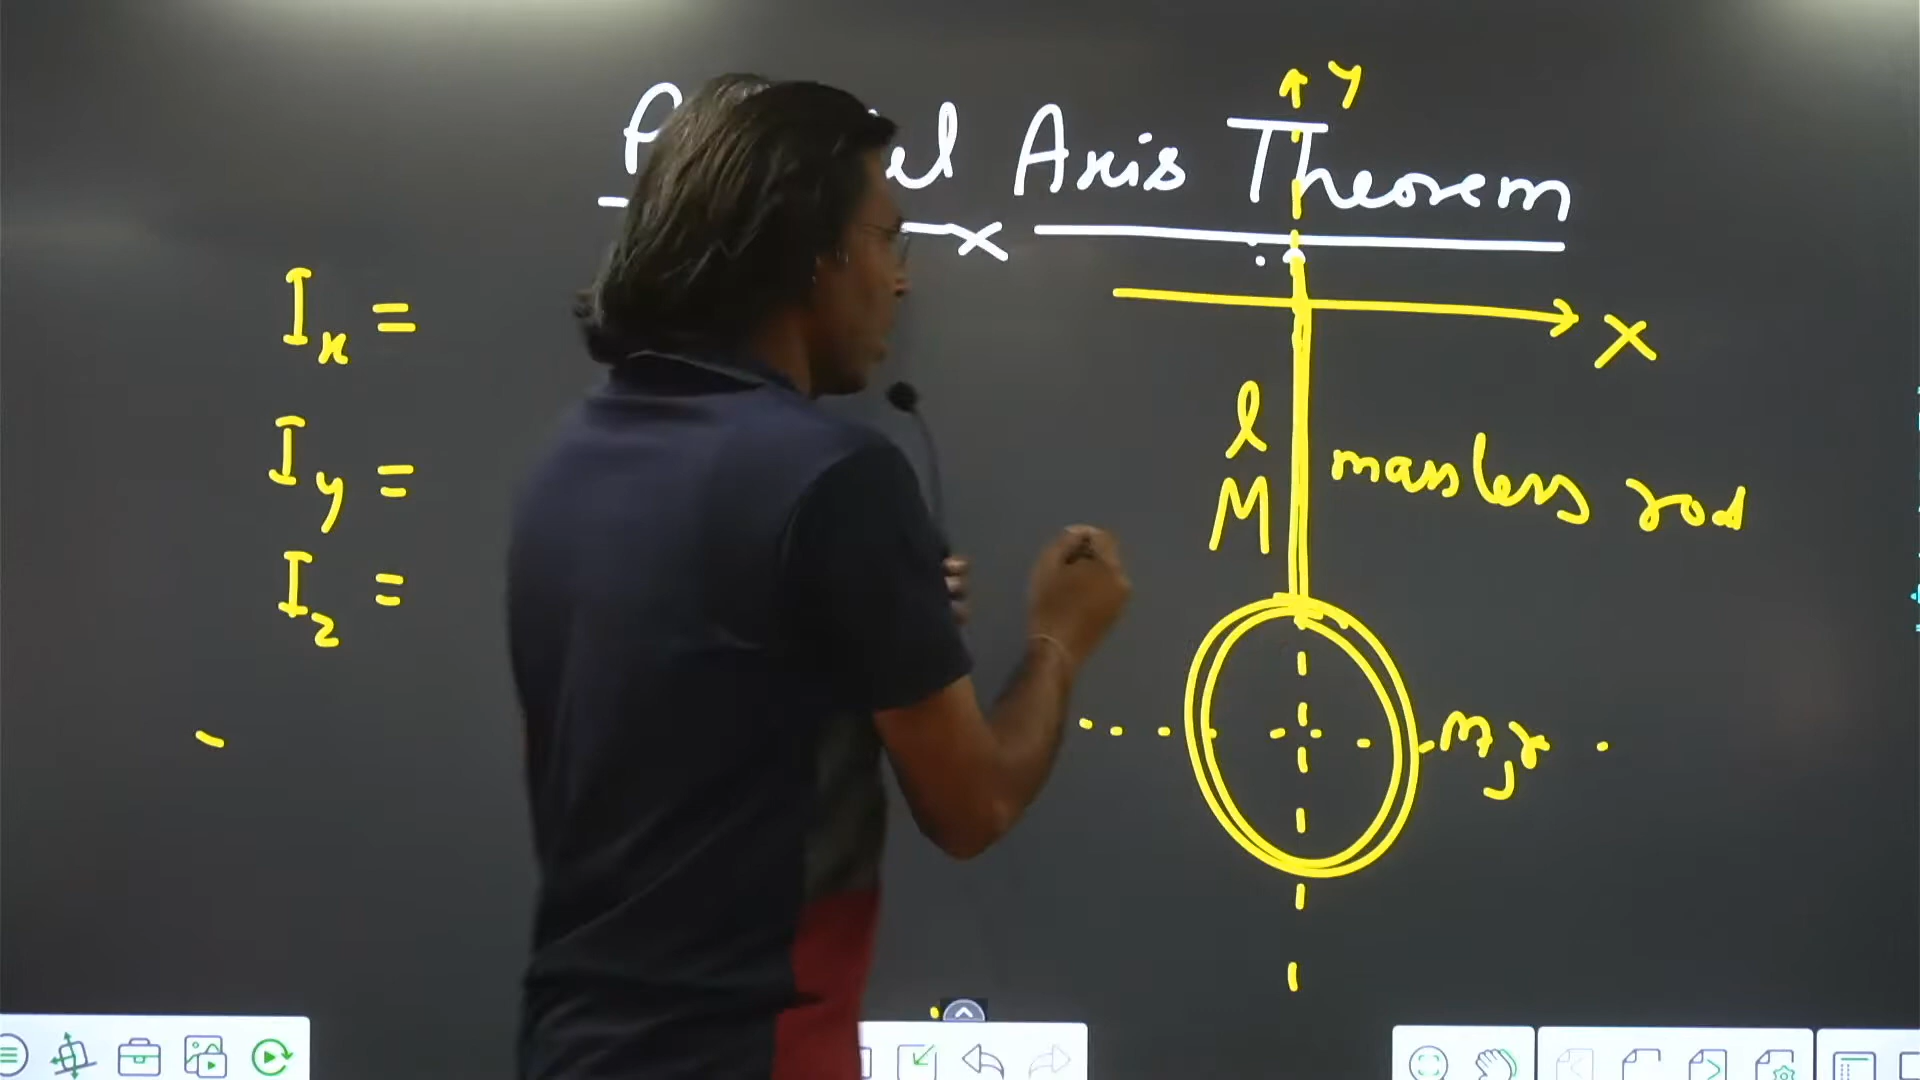 Y
Axis Theorem
Ix =
x
l
massless rod
M
Iy =
Iz =
m, r